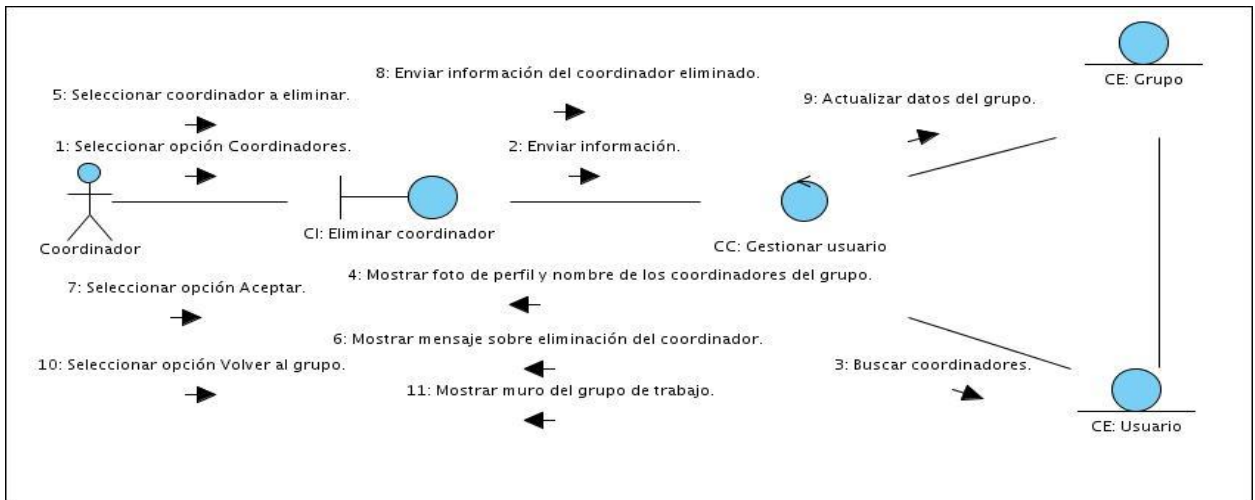 8: Enviar información del coordinador eliminado.
CE: Grupo
5: Seleccionar coordinador a eliminar.
9: Actualizar datos del grupo.
1: Seleccionar opción Coordinadores.
2: Enviar información.
CI: Eliminar coordinador
CC: Gestionar usuario
Coordinador
4: Mostrar foto de perfil y nombre de los coordinadores del grupo.
7: Seleccionar opción Aceptar.
6: Mostrar mensaje sobre eliminación del coordinador.
10: Seleccionar opción Volver al grupo.
3: Buscar coordinadores.
11: Mostrar muro del grupo de trabajo.
CE: Usuario